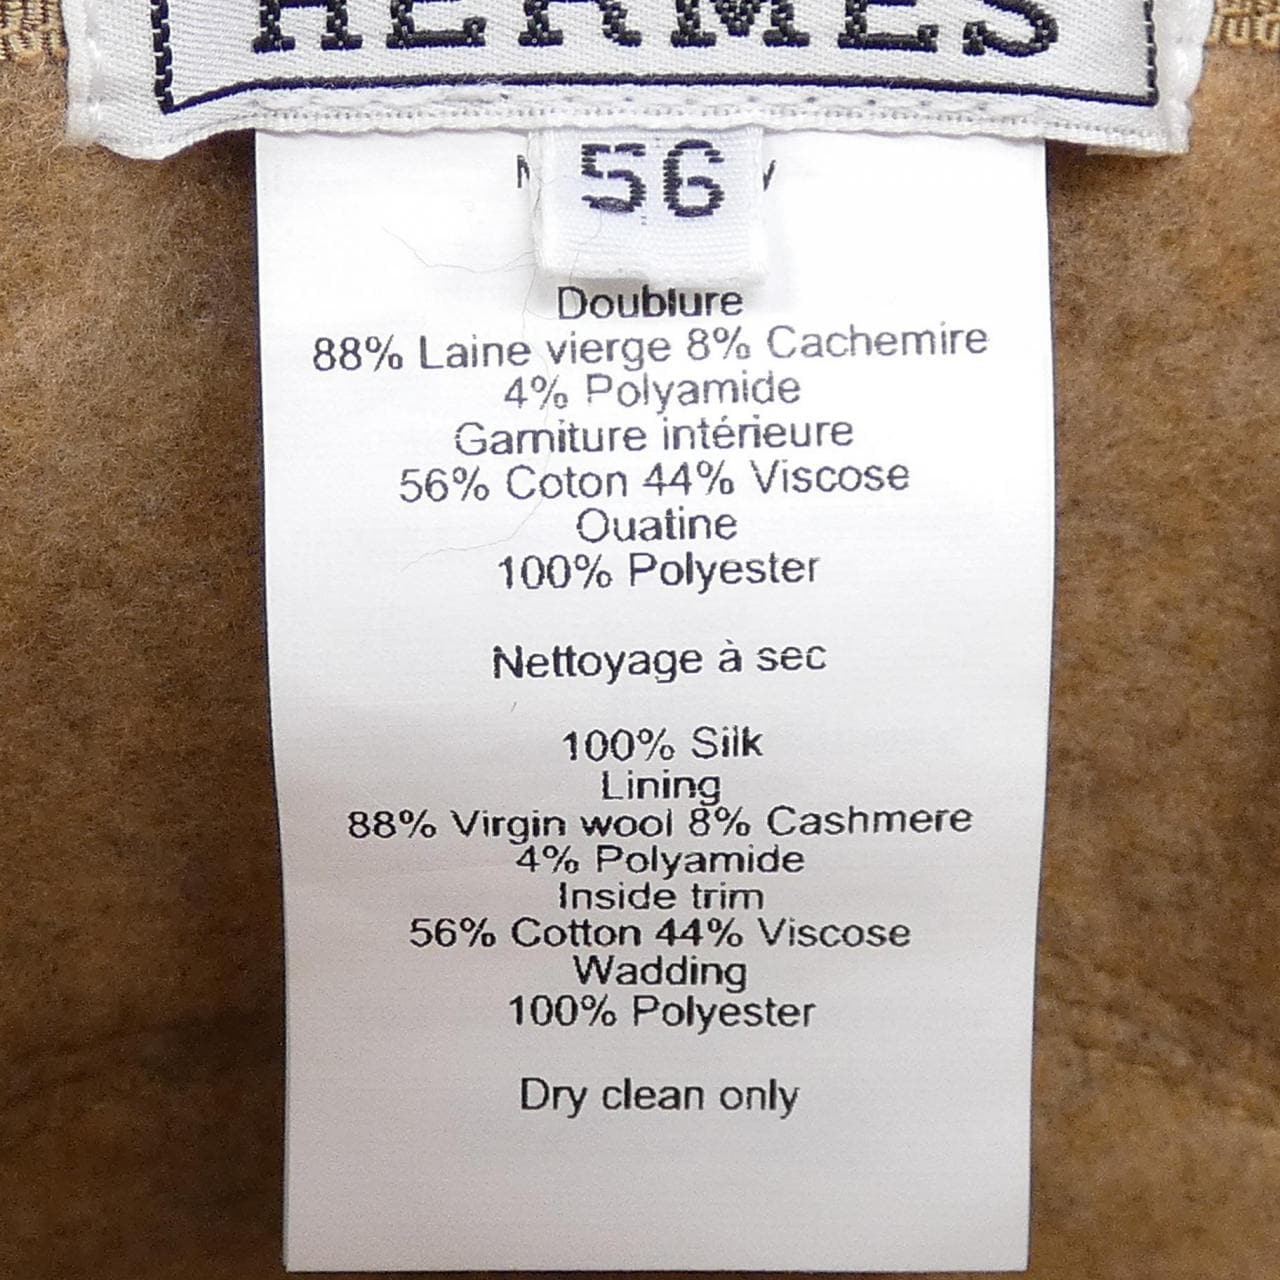 HERMES
56
Doublure
88% Laine vierge 8% Cachemire
4% Polyamide
Garniture intérieure
56% Coton 44% Viscose
Ouatine
100% Polyester
Nettoyage à sec
100% Silk
Lining
88% Virgin wool 8% Cashmere
4% Polyamide
Inside trim
56% Cotton 44% Viscose
Wadding
100% Polyester
Dry clean only